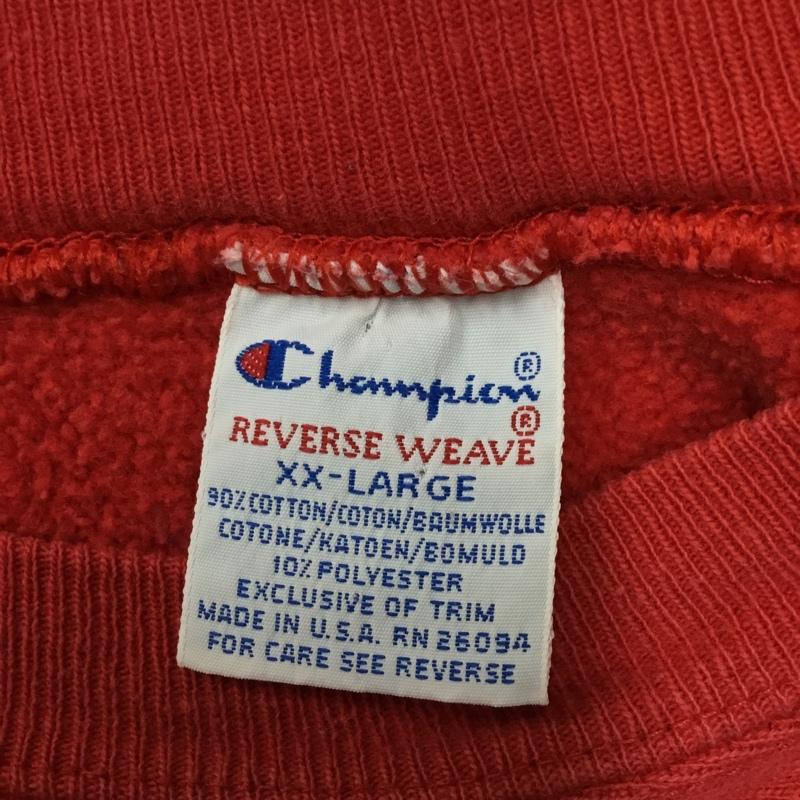 Champion®
REVERSE WEAVE®
XX-LARGE
90% COTTON/COTON/BAUMWOLLE
COTONE/KATOEN/BOMULD
10% POLYESTER
EXCLUSIVE OF TRIM
MADE IN U.S.A. RN 26094
FOR CARE SEE REVERSE